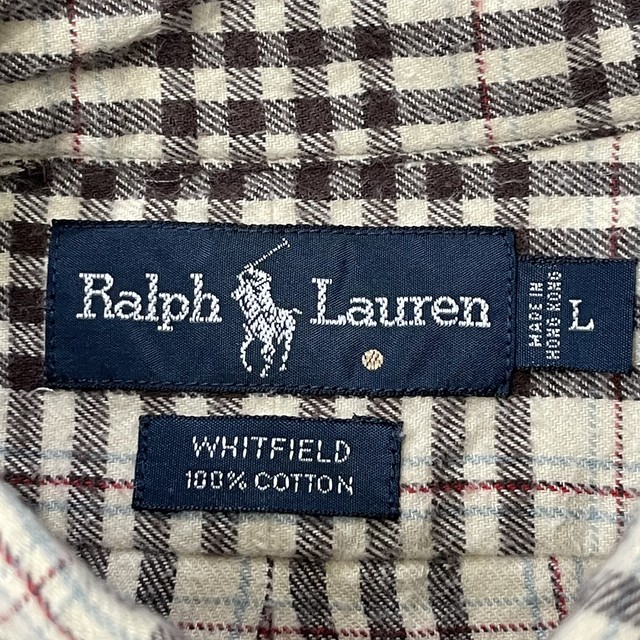 Ralph Lauren
MADE IN
HONG KONG
L
WHITFIELD
100% COTTON